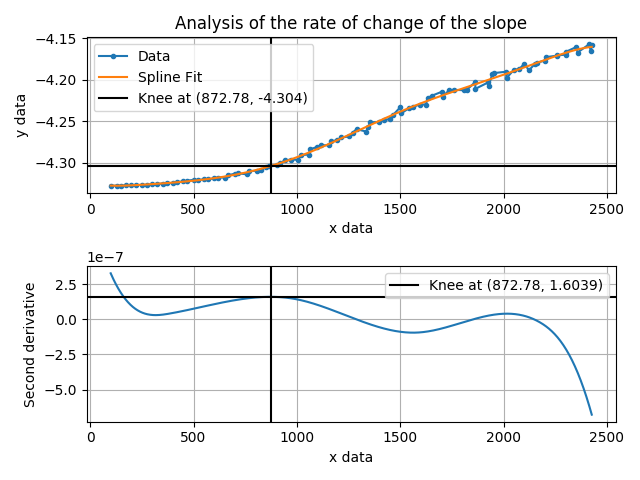 Analysis of the rate of change of the slope
−4.15
−4.20
−4.25
−4.30
y data
Data
Spline Fit
Knee at (872.78, -4.304)
0
500
1000
1500
2000
2500
x data
1e−7
2.5
0.0
−2.5
−5.0
Second derivative
Knee at (872.78, 1.6039)
0
500
1000
1500
2000
2500
x data